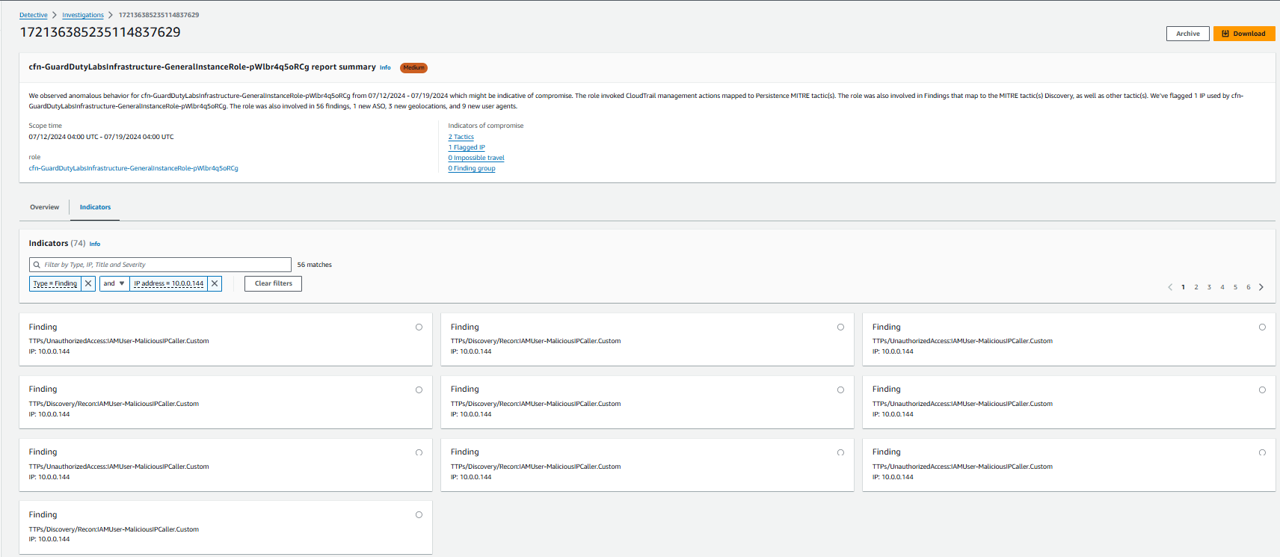 Detective > Investigations > 172136385235114837629
172136385235114837629
Archive
Download
cfn-GuardDutyLabsInfrastructure-GeneralInstanceRole-pWlbr4q5oRCg report summary Info Medium
We observed anomalous behavior for cfn-GuardDutyLabsInfrastructure-GeneralInstanceRole-pWlbr4q5oRCg from 07/12/2024 - 07/19/2024 which might be indicative of compromise. The role invoked CloudTrail management actions mapped to Persistence MITRE tactic(s). The role was also involved in Findings that map to the MITRE tactic(s) Discovery, as well as other tactic(s). We've flagged 1 IP used by cfn-
GuardDutyLabsInfrastructure-GeneralInstanceRole-pWlbr4q5oRCg. The role was also involved in 56 findings, 1 new ASO, 3 new geolocations, and 9 new user agents.
Scope time
07/12/2024 04:00 UTC - 07/19/2024 04:00 UTC
role
cfn-GuardDutyLabsInfrastructure-GeneralInstanceRole-pWlbr4q5oRCg
Indicators of compromise
2 Tactics
1 Flagged IP
0 Impossible travel
0 Finding group
Overview
Indicators
Indicators (74) Info
Filter by Type, IP, Title and Severity
56 matches
Type = Finding
and
IP address = 10.0.0.144
Clear filters
1 2 3 4 5 6
Finding
TTPs/UnauthorizedAccess:IAMUser-MaliciousIPCaller.Custom
IP: 10.0.0.144
Finding
TTPs/Discovery/Recon:IAMUser-MaliciousIPCaller.Custom
IP: 10.0.0.144
Finding
TTPs/UnauthorizedAccess:IAMUser-MaliciousIPCaller.Custom
IP: 10.0.0.144
Finding
TTPs/Discovery/Recon:IAMUser-MaliciousIPCaller.Custom
IP: 10.0.0.144
Finding
TTPs/Discovery/Recon:IAMUser-MaliciousIPCaller.Custom
IP: 10.0.0.144
Finding
TTPs/UnauthorizedAccess:IAMUser-MaliciousIPCaller.Custom
IP: 10.0.0.144
Finding
TTPs/UnauthorizedAccess:IAMUser-MaliciousIPCaller.Custom
IP: 10.0.0.144
Finding
TTPs/Discovery/Recon:IAMUser-MaliciousIPCaller.Custom
IP: 10.0.0.144
Finding
TTPs/UnauthorizedAccess:IAMUser-MaliciousIPCaller.Custom
IP: 10.0.0.144
Finding
TTPs/Discovery/Recon:IAMUser-MaliciousIPCaller.Custom
IP: 10.0.0.144